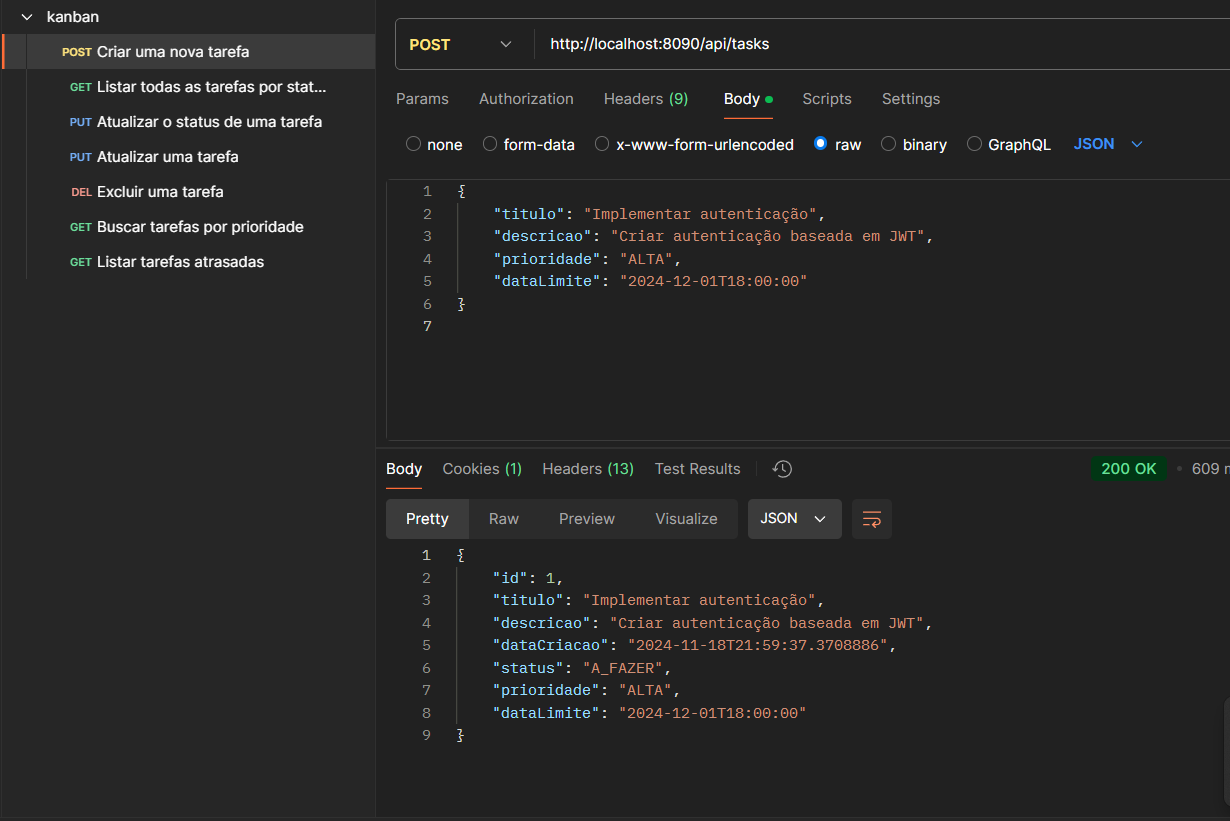 kanban
POST Criar uma nova tarefa
GET Listar todas as tarefas por stat...
PUT Atualizar o status de uma tarefa
PUT Atualizar uma tarefa
DEL Excluir uma tarefa
GET Buscar tarefas por prioridade
GET Listar tarefas atrasadas
POST http://localhost:8090/api/tasks
Params Authorization Headers (9) Body Scripts Settings
none form-data x-www-form-urlencoded raw binary GraphQL JSON
1 {
2 "titulo": "Implementar autenticação",
3 "descricao": "Criar autenticação baseada em JWT",
4 "prioridade": "ALTA",
5 "dataLimite": "2024-12-01T18:00:00"
6 }
7
Body Cookies (1) Headers (13) Test Results 200 OK • 609
Pretty Raw Preview Visualize JSON
1 {
2 "id": 1,
3 "titulo": "Implementar autenticação",
4 "descricao": "Criar autenticação baseada em JWT",
5 "dataCriacao": "2024-11-18T21:59:37.3708886",
6 "status": "A_FAZER",
7 "prioridade": "ALTA",
8 "dataLimite": "2024-12-01T18:00:00"
9 }